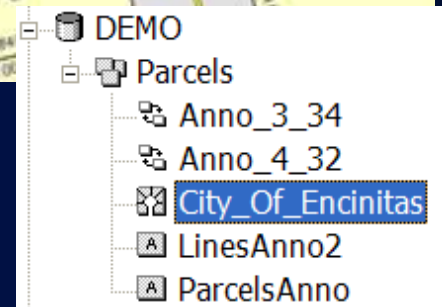 DEMO
Parcels
Anno_3_34
Anno_4_32
City_Of_Encinitas
LinesAnno2
ParcelsAnno